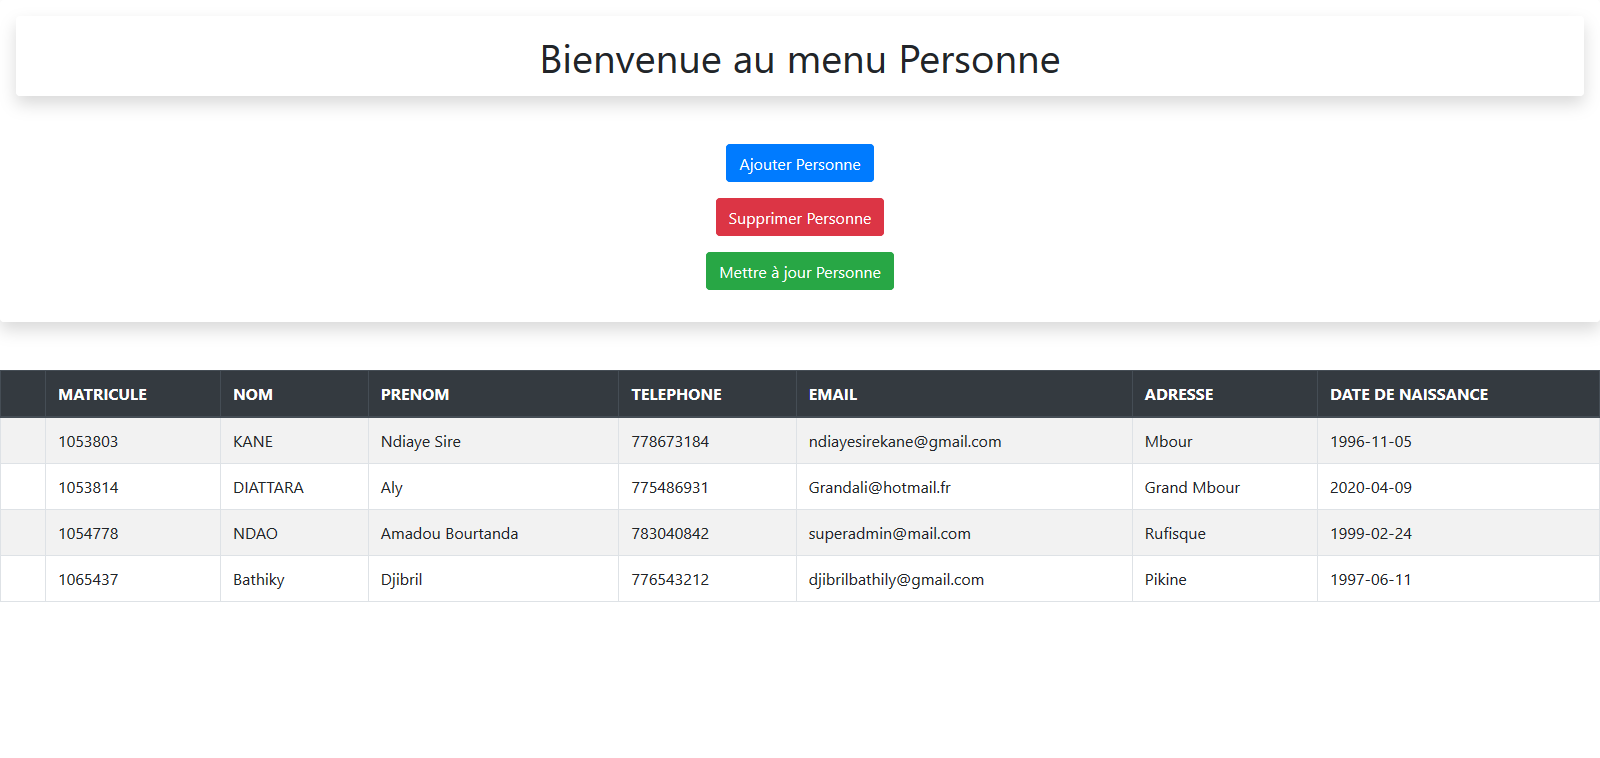 Bienvenue au menu Personne
Ajouter Personne
Supprimer Personne
Mettre à jour Personne
MATRICULE NOM PRENOM TELEPHONE EMAIL ADRESSE DATE DE NAISSANCE
1053803 KANE Ndiaye Sire 778673184 ndiayesirekane@gmail.com Mbour 1996-11-05
1053814 DIATTARA Aly 775486931 Grandali@hotmail.fr Grand Mbour 2020-04-09
1054778 NDAO Amadou Bourtanda 783040842 superadmin@mail.com Rufisque 1999-02-24
1065437 Bathiky Djibril 776543212 djibrilbathily@gmail.com Pikine 1997-06-11